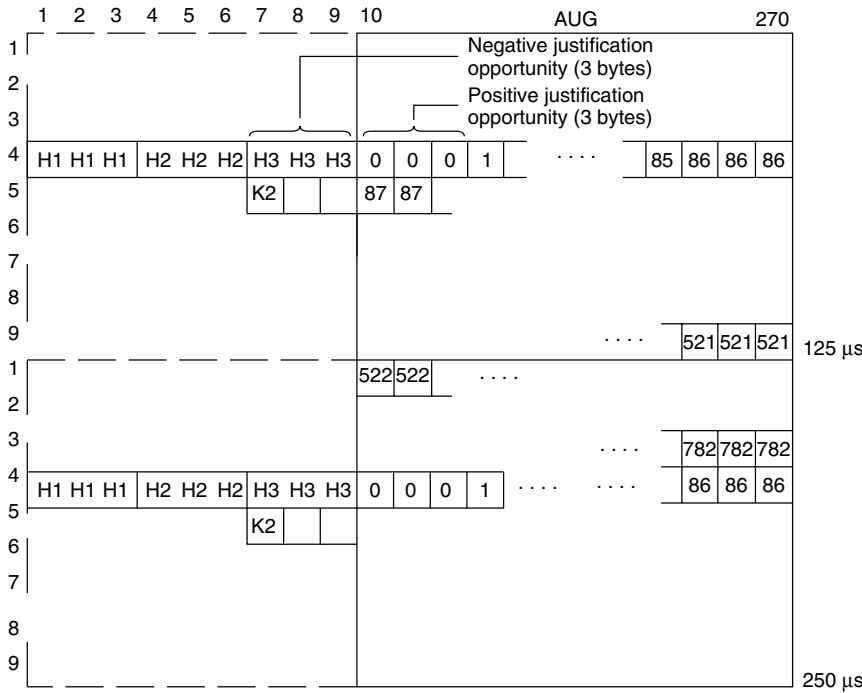 1 2 3 4 5 6 7 8 9 10 AUG 270
1
Negative justification
opportunity (3 bytes)
2
Positive justification
opportunity (3 bytes)
3
4 H1 H1 H1 H2 H2 H2 H3 H3 H3 0 0 0 1 . . . . 85 86 86 86
5 K2 87 87
6
7
8
9 . . . . 521 521 521
125 µs
1 522 522 . . . .
2
3 . . . . 782 782 782
4 H1 H1 H1 H2 H2 H2 H3 H3 H3 0 0 0 1 . . . . . . . . 86 86 86
5 K2
6
7
8
9
250 µs